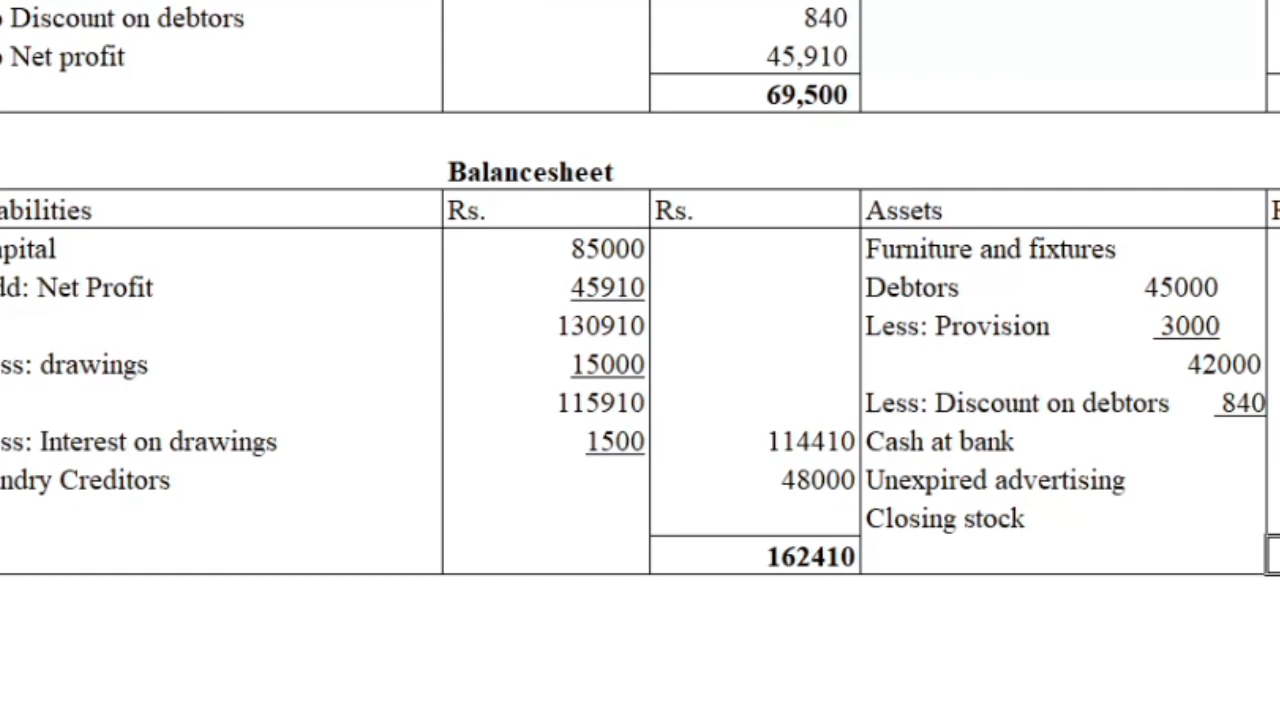 Discount on debtors 840
Net profit 45,910
69,500
Balancesheet
abilities Rs. Rs. Assets
pital 85000 Furniture and fixtures
dd: Net Profit 45910 Debtors 45000
130910 Less: Provision 3000
ss: drawings 15000 42000
115910 Less: Discount on debtors 840
ss: Interest on drawings 1500 114410 Cash at bank
ndry Creditors 48000 Unexpired advertising
Closing stock
162410